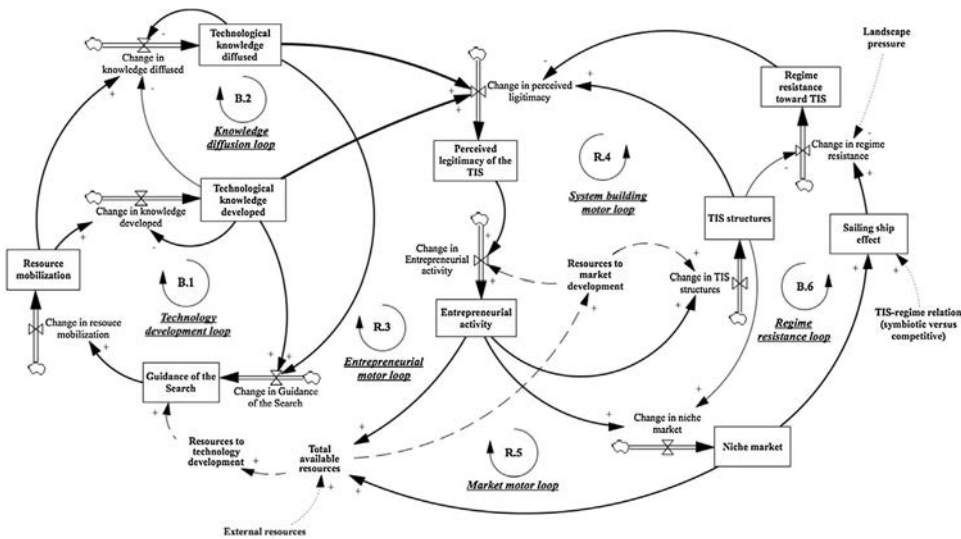 Technological
knowledge
diffused
Change in
knowledge diffused
B.2
Knowledge
diffusion loop
Technological
knowledge
developed
Change in knowledge
developed
Resource
mobilization
B.1
Technology
development loop
Change in resouce
mobilization
Guidance of the
Search
Change in Guidance
of the Search
Resources to
technology
development
Total
available
resources
External resources
Change in perceived
legitimacy
Perceived
legitimacy of the
TIS
Change in
Entrepreneurial
activity
Entrepreneurial
activity
R.3
Entrepreneurial
motor loop
R.4
System building
motor loop
Resources to
market
development
R.5
Market motor loop
Landscape
pressure
Regime
resistance
toward TIS
Change in regime
resistance
TIS structures
Change in TIS
structures
Sailing ship
effect
B.6
Regime
resistance loop
TIS-regime relation
(symbiotic versus
competitive)
Change in niche
market
Niche market